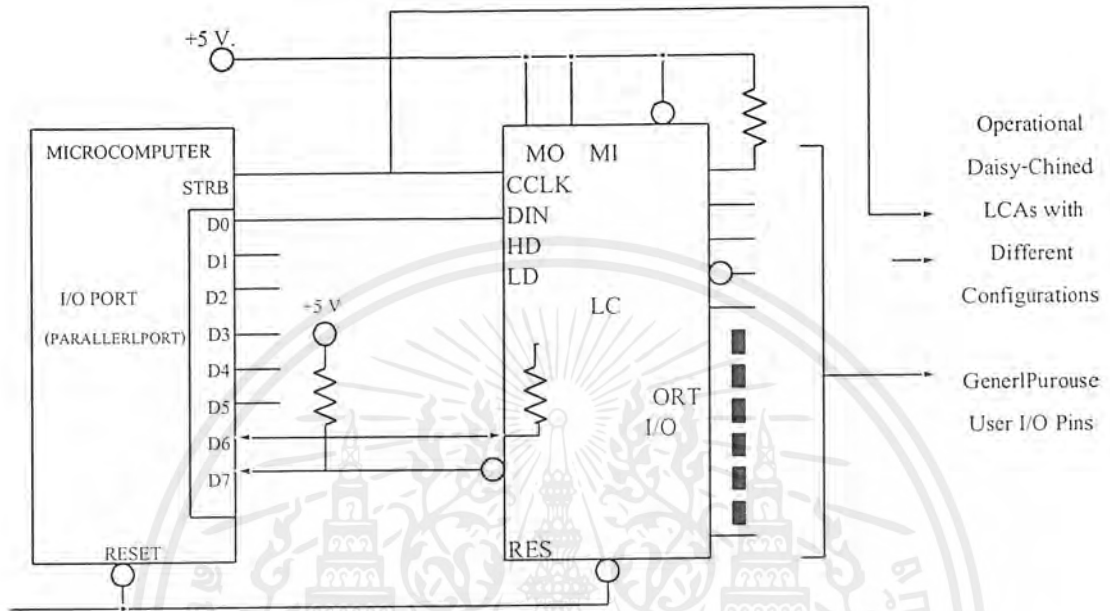 +5 V.
MICROCOMPUTER
STRB
D0
D1
D2
D3
D4
D5
D6
D7
I/O PORT
(PARALLERLPORT)
RESET
+5 V
MO MI
CCLK
DIN
HD
LD
LC
ORT
I/O
RES
Operational
Daisy-Chined
LCAs with
Different
Configurations
GenerlPurouse
User I/O Pins